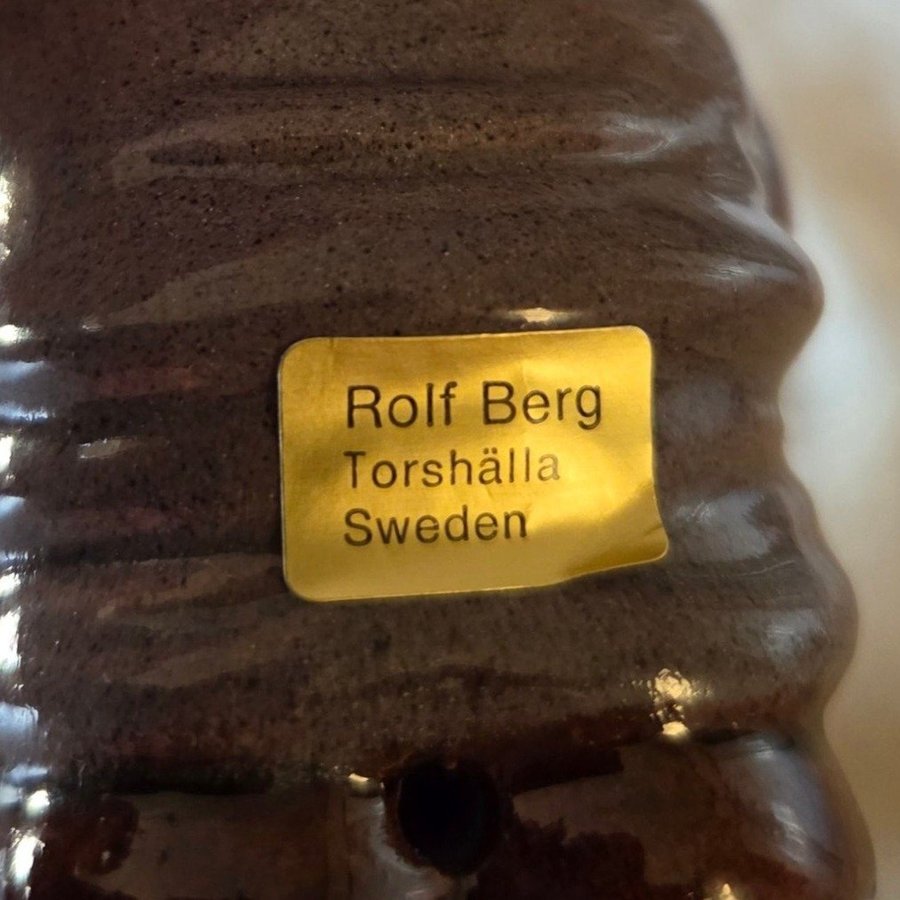 Rolf Berg
Torshälla
Sweden